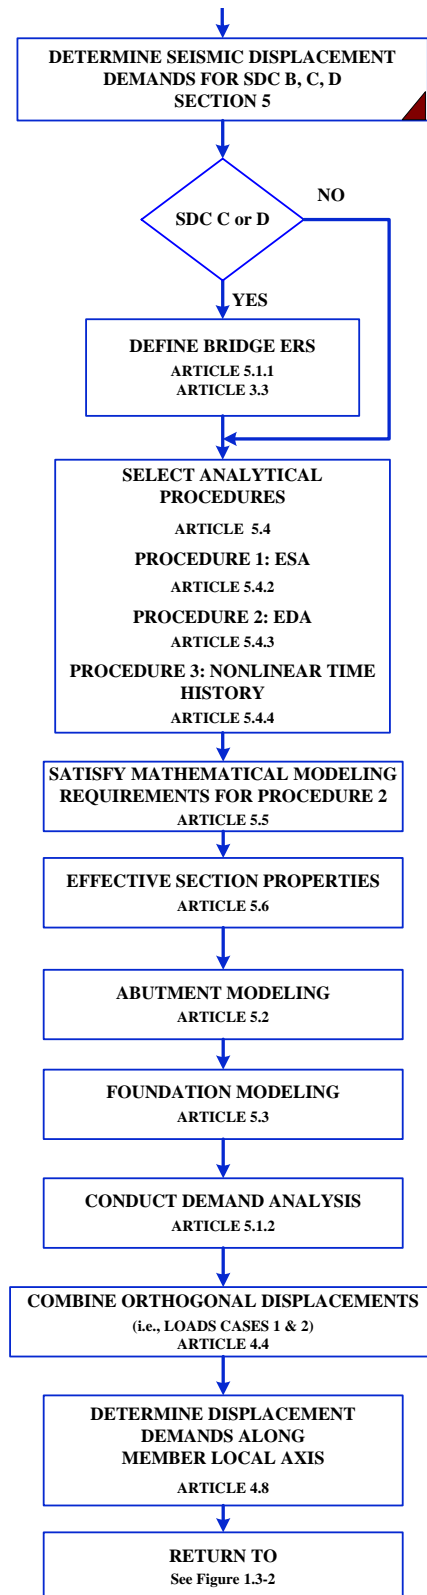 DETERMINE SEISMIC DISPLACEMENT
DEMANDS FOR SDC B, C, D
SECTION 5
SDC C or D
NO
YES
DEFINE BRIDGE ERS
ARTICLE 5.1.1
ARTICLE 3.3
SELECT ANALYTICAL
PROCEDURES
ARTICLE 5.4
PROCEDURE 1: ESA
ARTICLE 5.4.2
PROCEDURE 2: EDA
ARTICLE 5.4.3
PROCEDURE 3: NONLINEAR TIME
HISTORY
ARTICLE 5.4.4
SATISFY MATHEMATICAL MODELING
REQUIREMENTS FOR PROCEDURE 2
ARTICLE 5.5
EFFECTIVE SECTION PROPERTIES
ARTICLE 5.6
ABUTMENT MODELING
ARTICLE 5.2
FOUNDATION MODELING
ARTICLE 5.3
CONDUCT DEMAND ANALYSIS
ARTICLE 5.1.2
COMBINE ORTHOGONAL DISPLACEMENTS
(i.e., LOADS CASES 1 & 2)
ARTICLE 4.4
DETERMINE DISPLACEMENT
DEMANDS ALONG
MEMBER LOCAL AXIS
ARTICLE 4.8
RETURN TO
See Figure 1.3-2